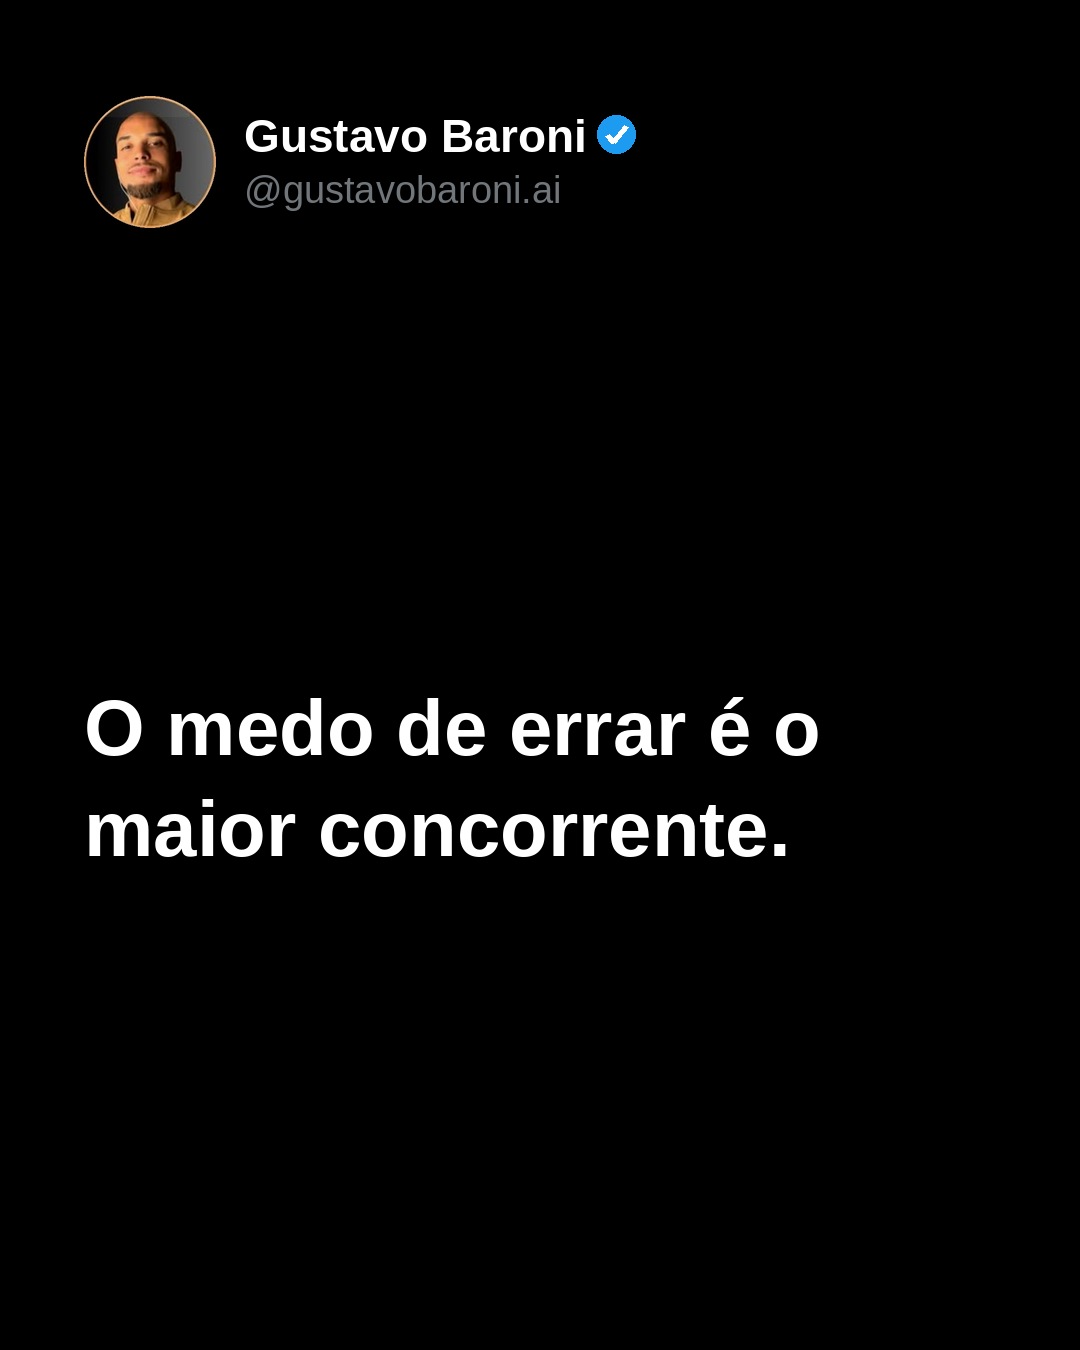 Gustavo Baroni
@gustavobaroni.ai
O medo de errar é o
maior concorrente.